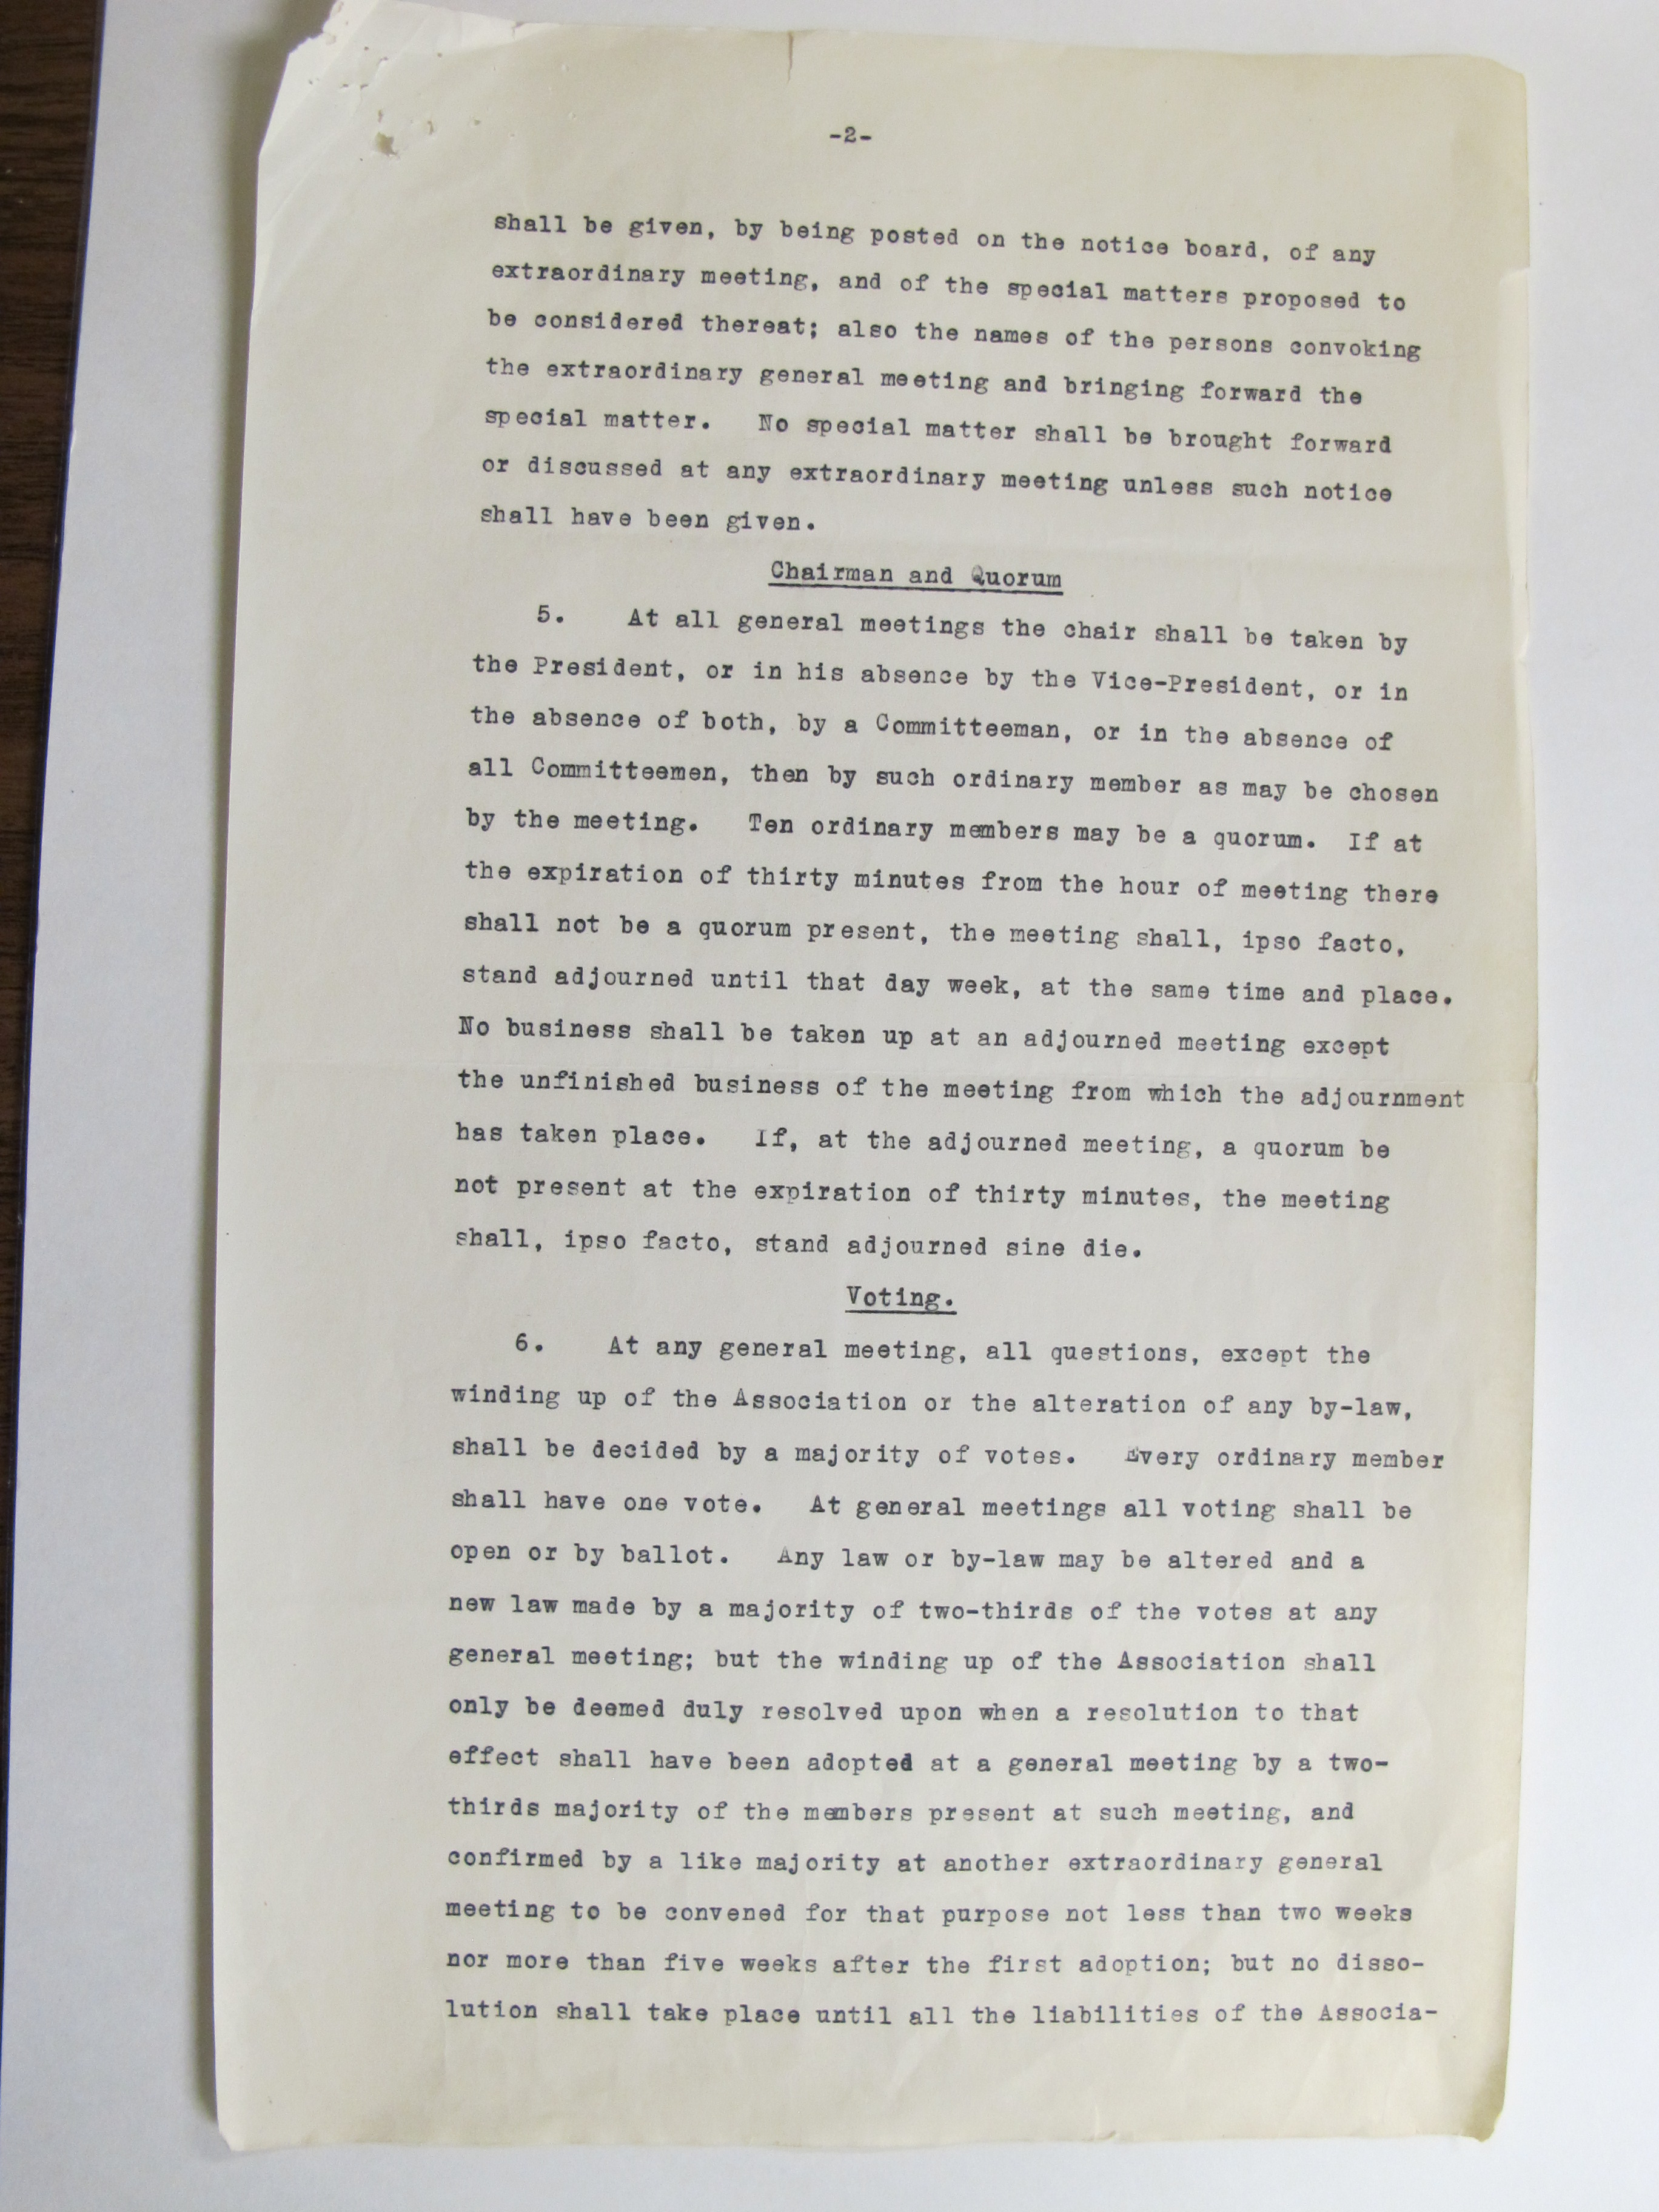 -2-
shall be given, by being posted on the notice board, of any
extraordinary meeting, and of the special matters proposed to
be considered thereat; also the names of the persons convoking
the extraordinary general meeting and bringing forward the
special matter. No special matter shall be brought forward
or discussed at any extraordinary meeting unless such notice
shall have been given.
Chairman and Quorum
5. At all general meetings the chair shall be taken by
the President, or in his absence by the Vice-President, or in
the absence of both, by a Committeeman, or in the absence of
all Committeemen, then by such ordinary member as may be chosen
by the meeting. Ten ordinary members may be a quorum. If at
the expiration of thirty minutes from the hour of meeting there
shall not be a quorum present, the meeting shall, ipso facto,
stand adjourned until that day week, at the same time and place.
No business shall be taken up at an adjourned meeting except
the unfinished business of the meeting from which the adjournment
has taken place. If, at the adjourned meeting, a quorum be
not present at the expiration of thirty minutes, the meeting
shall, ipso facto, stand adjourned sine die.
Voting.
6. At any general meeting, all questions, except the
winding up of the Association or the alteration of any by-law,
shall be decided by a majority of votes. Every ordinary member
shall have one vote. At general meetings all voting shall be
open or by ballot. Any law or by-law may be altered and a
new law made by a majority of two-thirds of the votes at any
general meeting; but the winding up of the Association shall
only be deemed duly resolved upon when a resolution to that
effect shall have been adopted at a general meeting by a two-
thirds majority of the members present at such meeting, and
confirmed by a like majority at another extraordinary general
meeting to be convened for that purpose not less than two weeks
nor more than five weeks after the first adoption; but no disso-
lution shall take place until all the liabilities of the Associa-